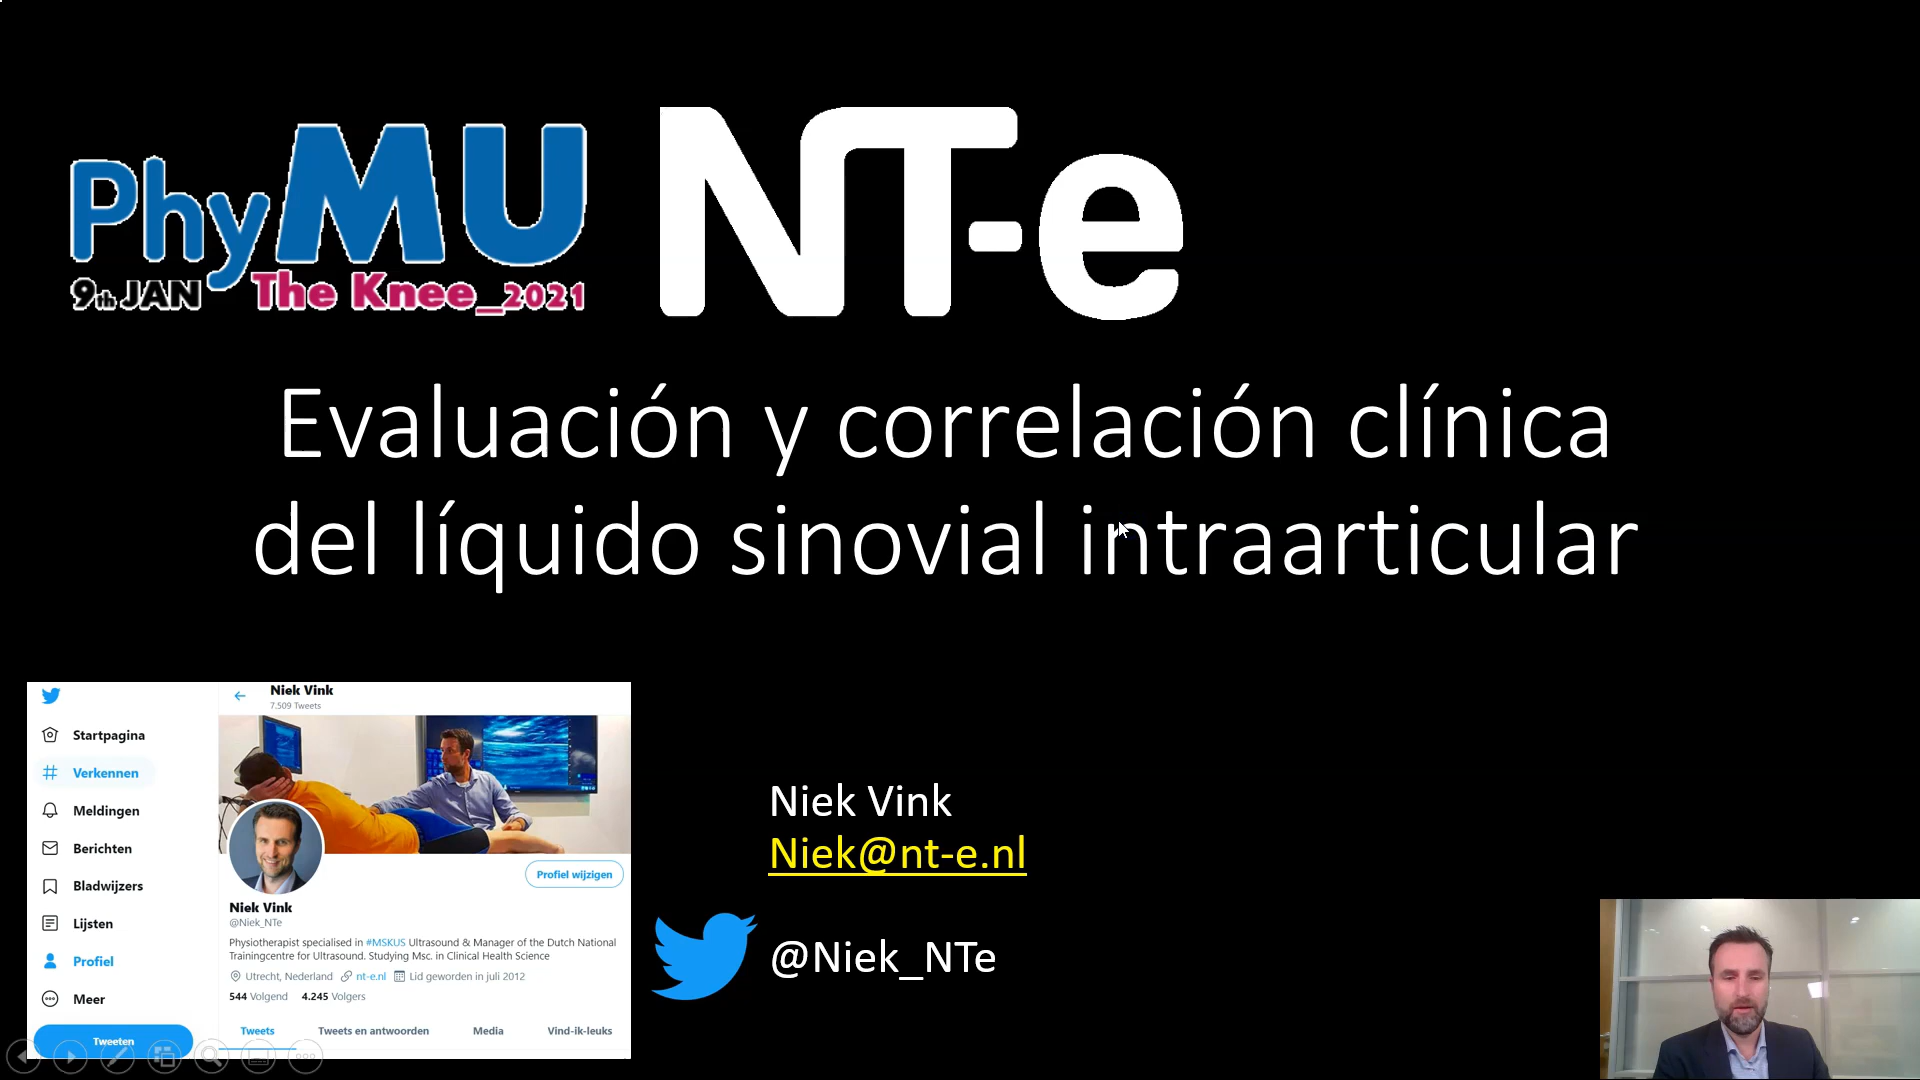 PhyMU
9th JAN The Knee_2021
NT-e
Evaluación y correlación clínica
del líquido sinovial intraarticular
Niek Vink
7.509 Tweets
Startpagina
Verkennen
Meldingen
Berichten
Bladwijzers
Lijsten
Profiel
Meer
Tweeten
Profiel wijzigen
Niek Vink
@Niek_NTe
Physiotherapist specialised in #MSKUS Ultrasound & Manager of the Dutch National
Trainingcentre for Ultrasound. Studying Msc. in Clinical Health Science
Utrecht, Nederland nt-e.nl Lid geworden in juli 2012
544 Volgend 4.245 Volgers
Tweets Tweets en antwoorden Media Vind-ik-leuks
Niek Vink
Niek@nt-e.nl
@Niek_NTe